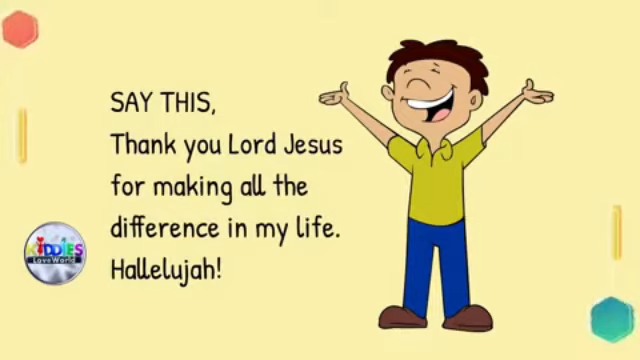 SAY THIS,
Thank you Lord Jesus
for making all the
difference in my life.
Hallelujah!
KiDDiES
LoveWorld